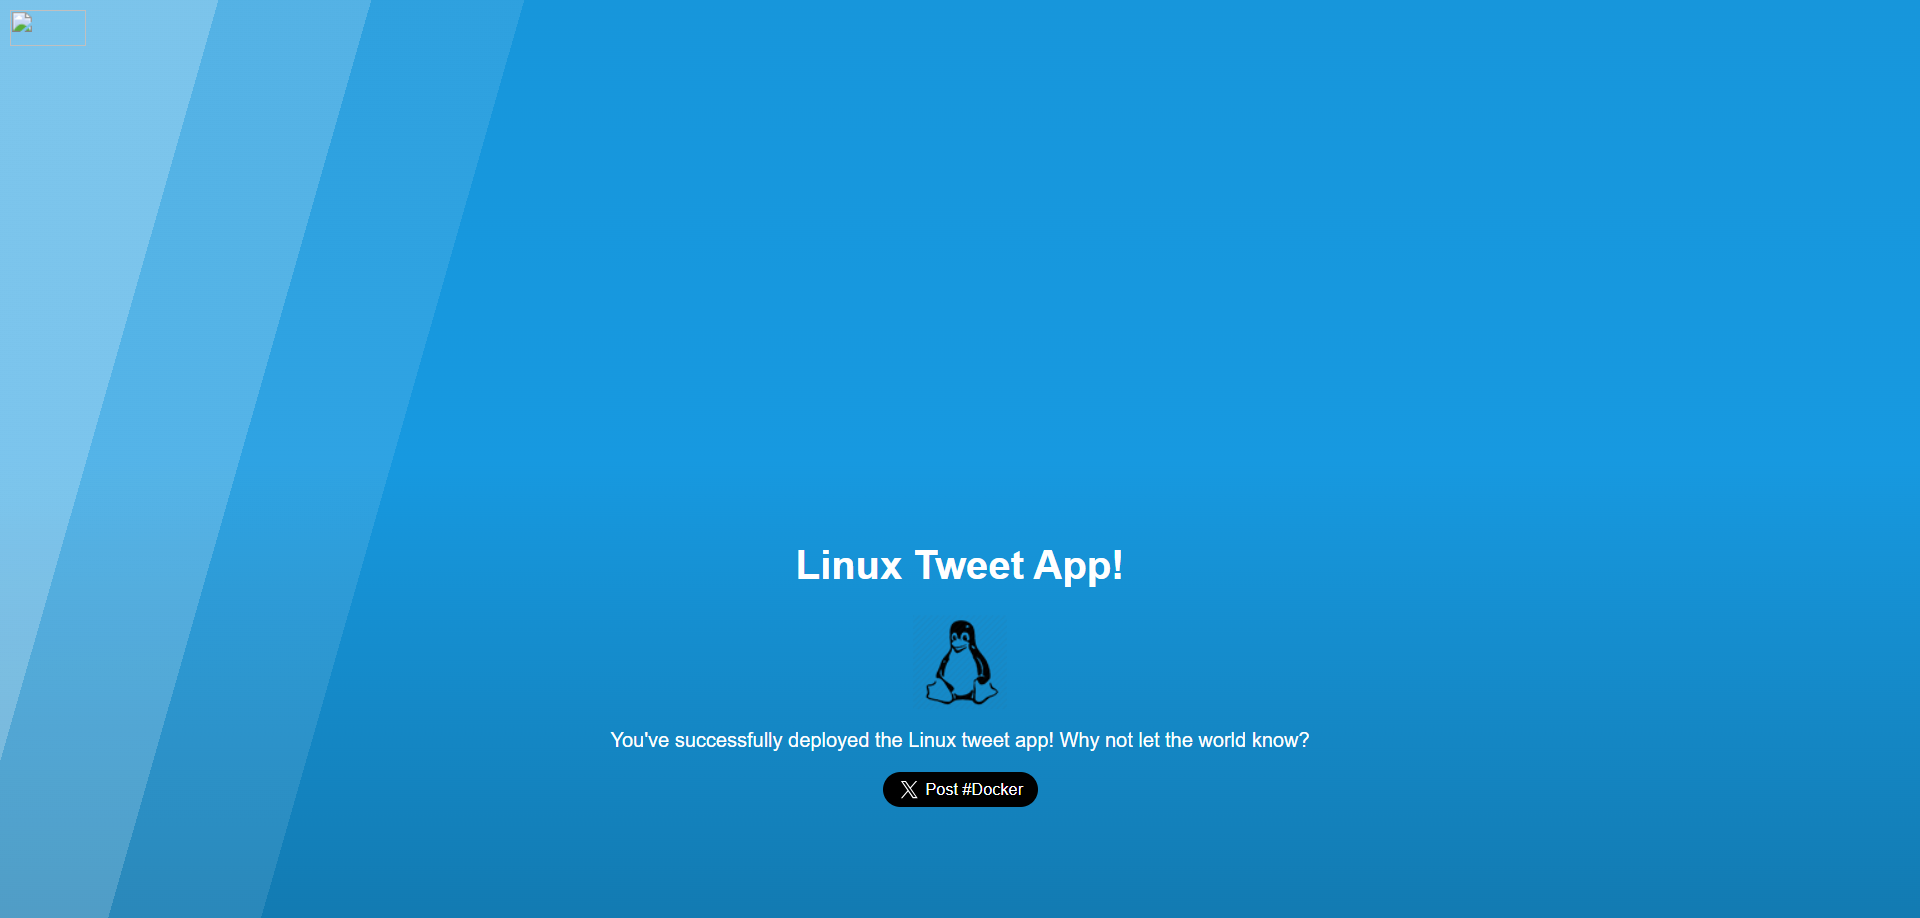 Linux Tweet App!
You've successfully deployed the Linux tweet app! Why not let the world know?
Post #Docker